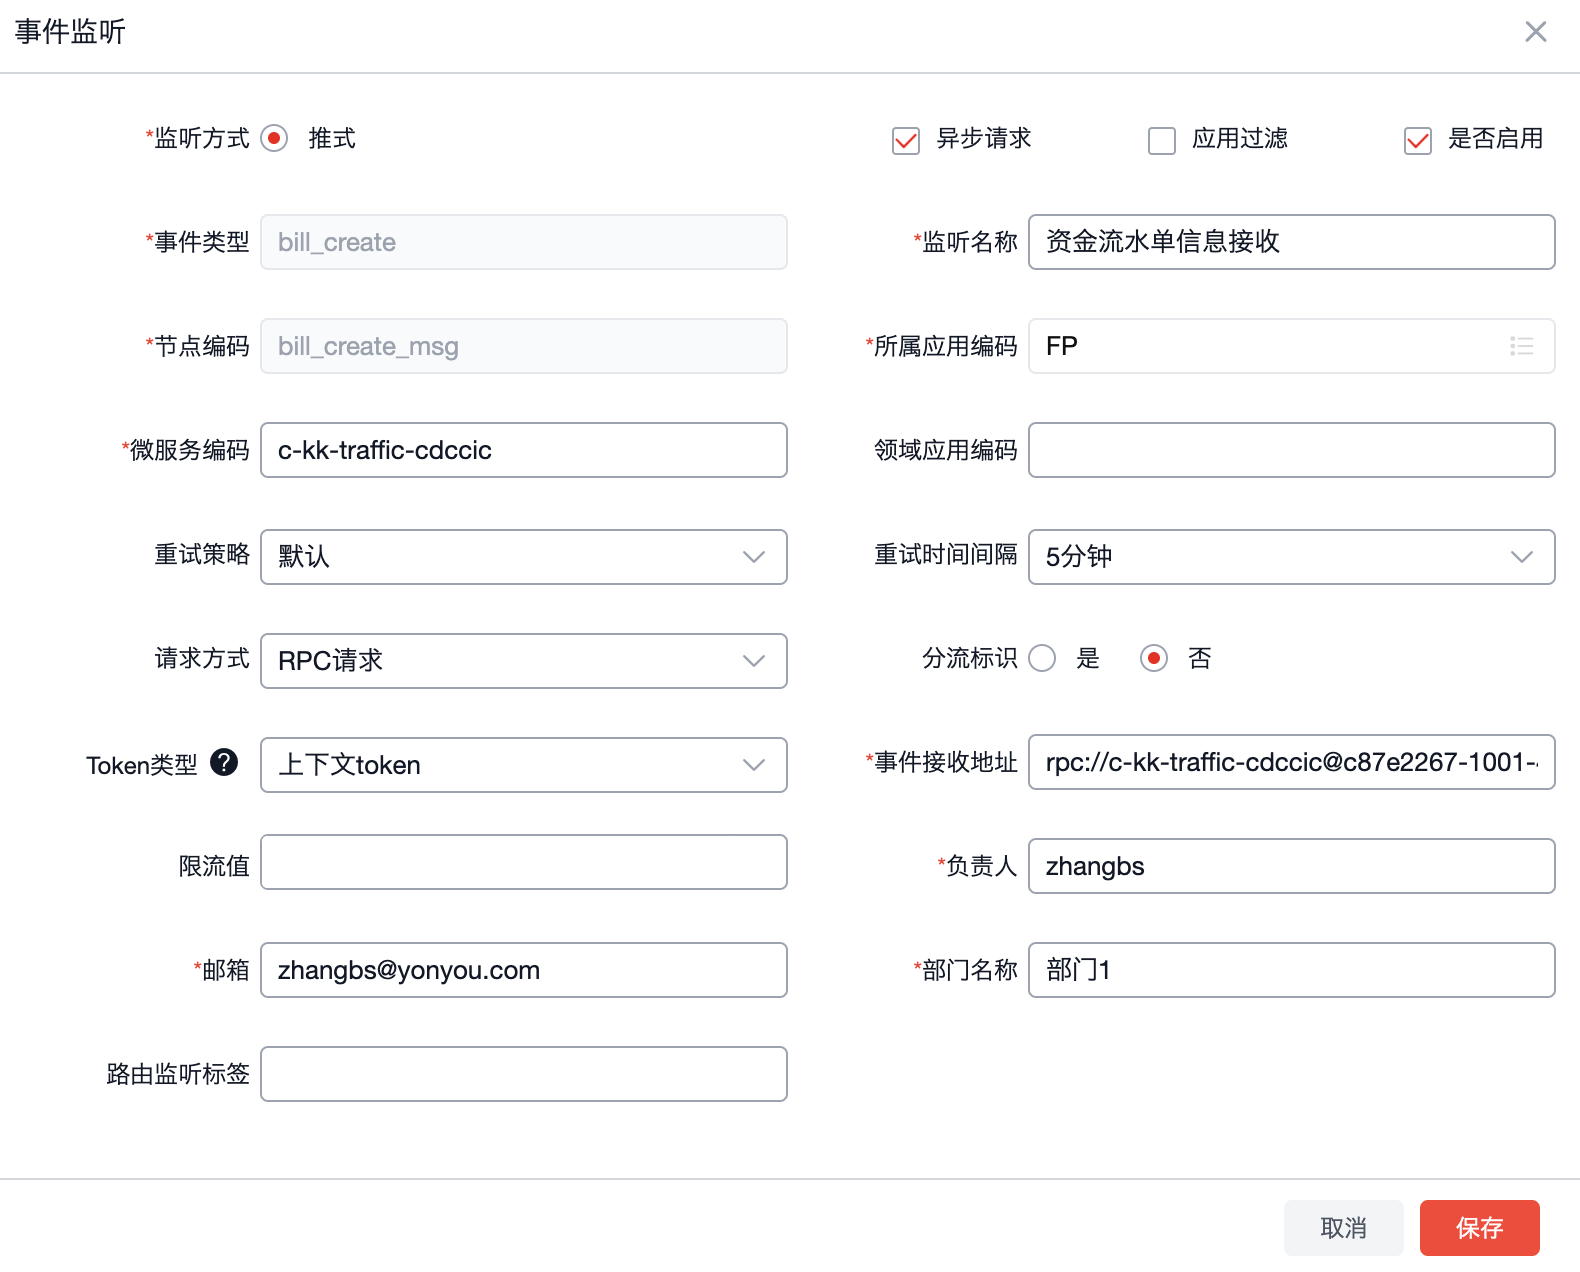 事件监听
*监听方式 推式 异步请求 应用过滤 是否启用
*事件类型 bill_create *监听名称 资金流水单信息接收
*节点编码 bill_create_msg *所属应用编码 FP
*微服务编码 c-kk-traffic-cdccic 领域应用编码
重试策略 默认 重试时间间隔 5分钟
请求方式 RPC请求 分流标识 是 否
Token类型 ? 上下文token *事件接收地址 rpc://c-kk-traffic-cdccic@c87e2267-1001-
限流值 *负责人 zhangbs
*邮箱 zhangbs@yonyou.com *部门名称 部门1
路由监听标签
取消 保存